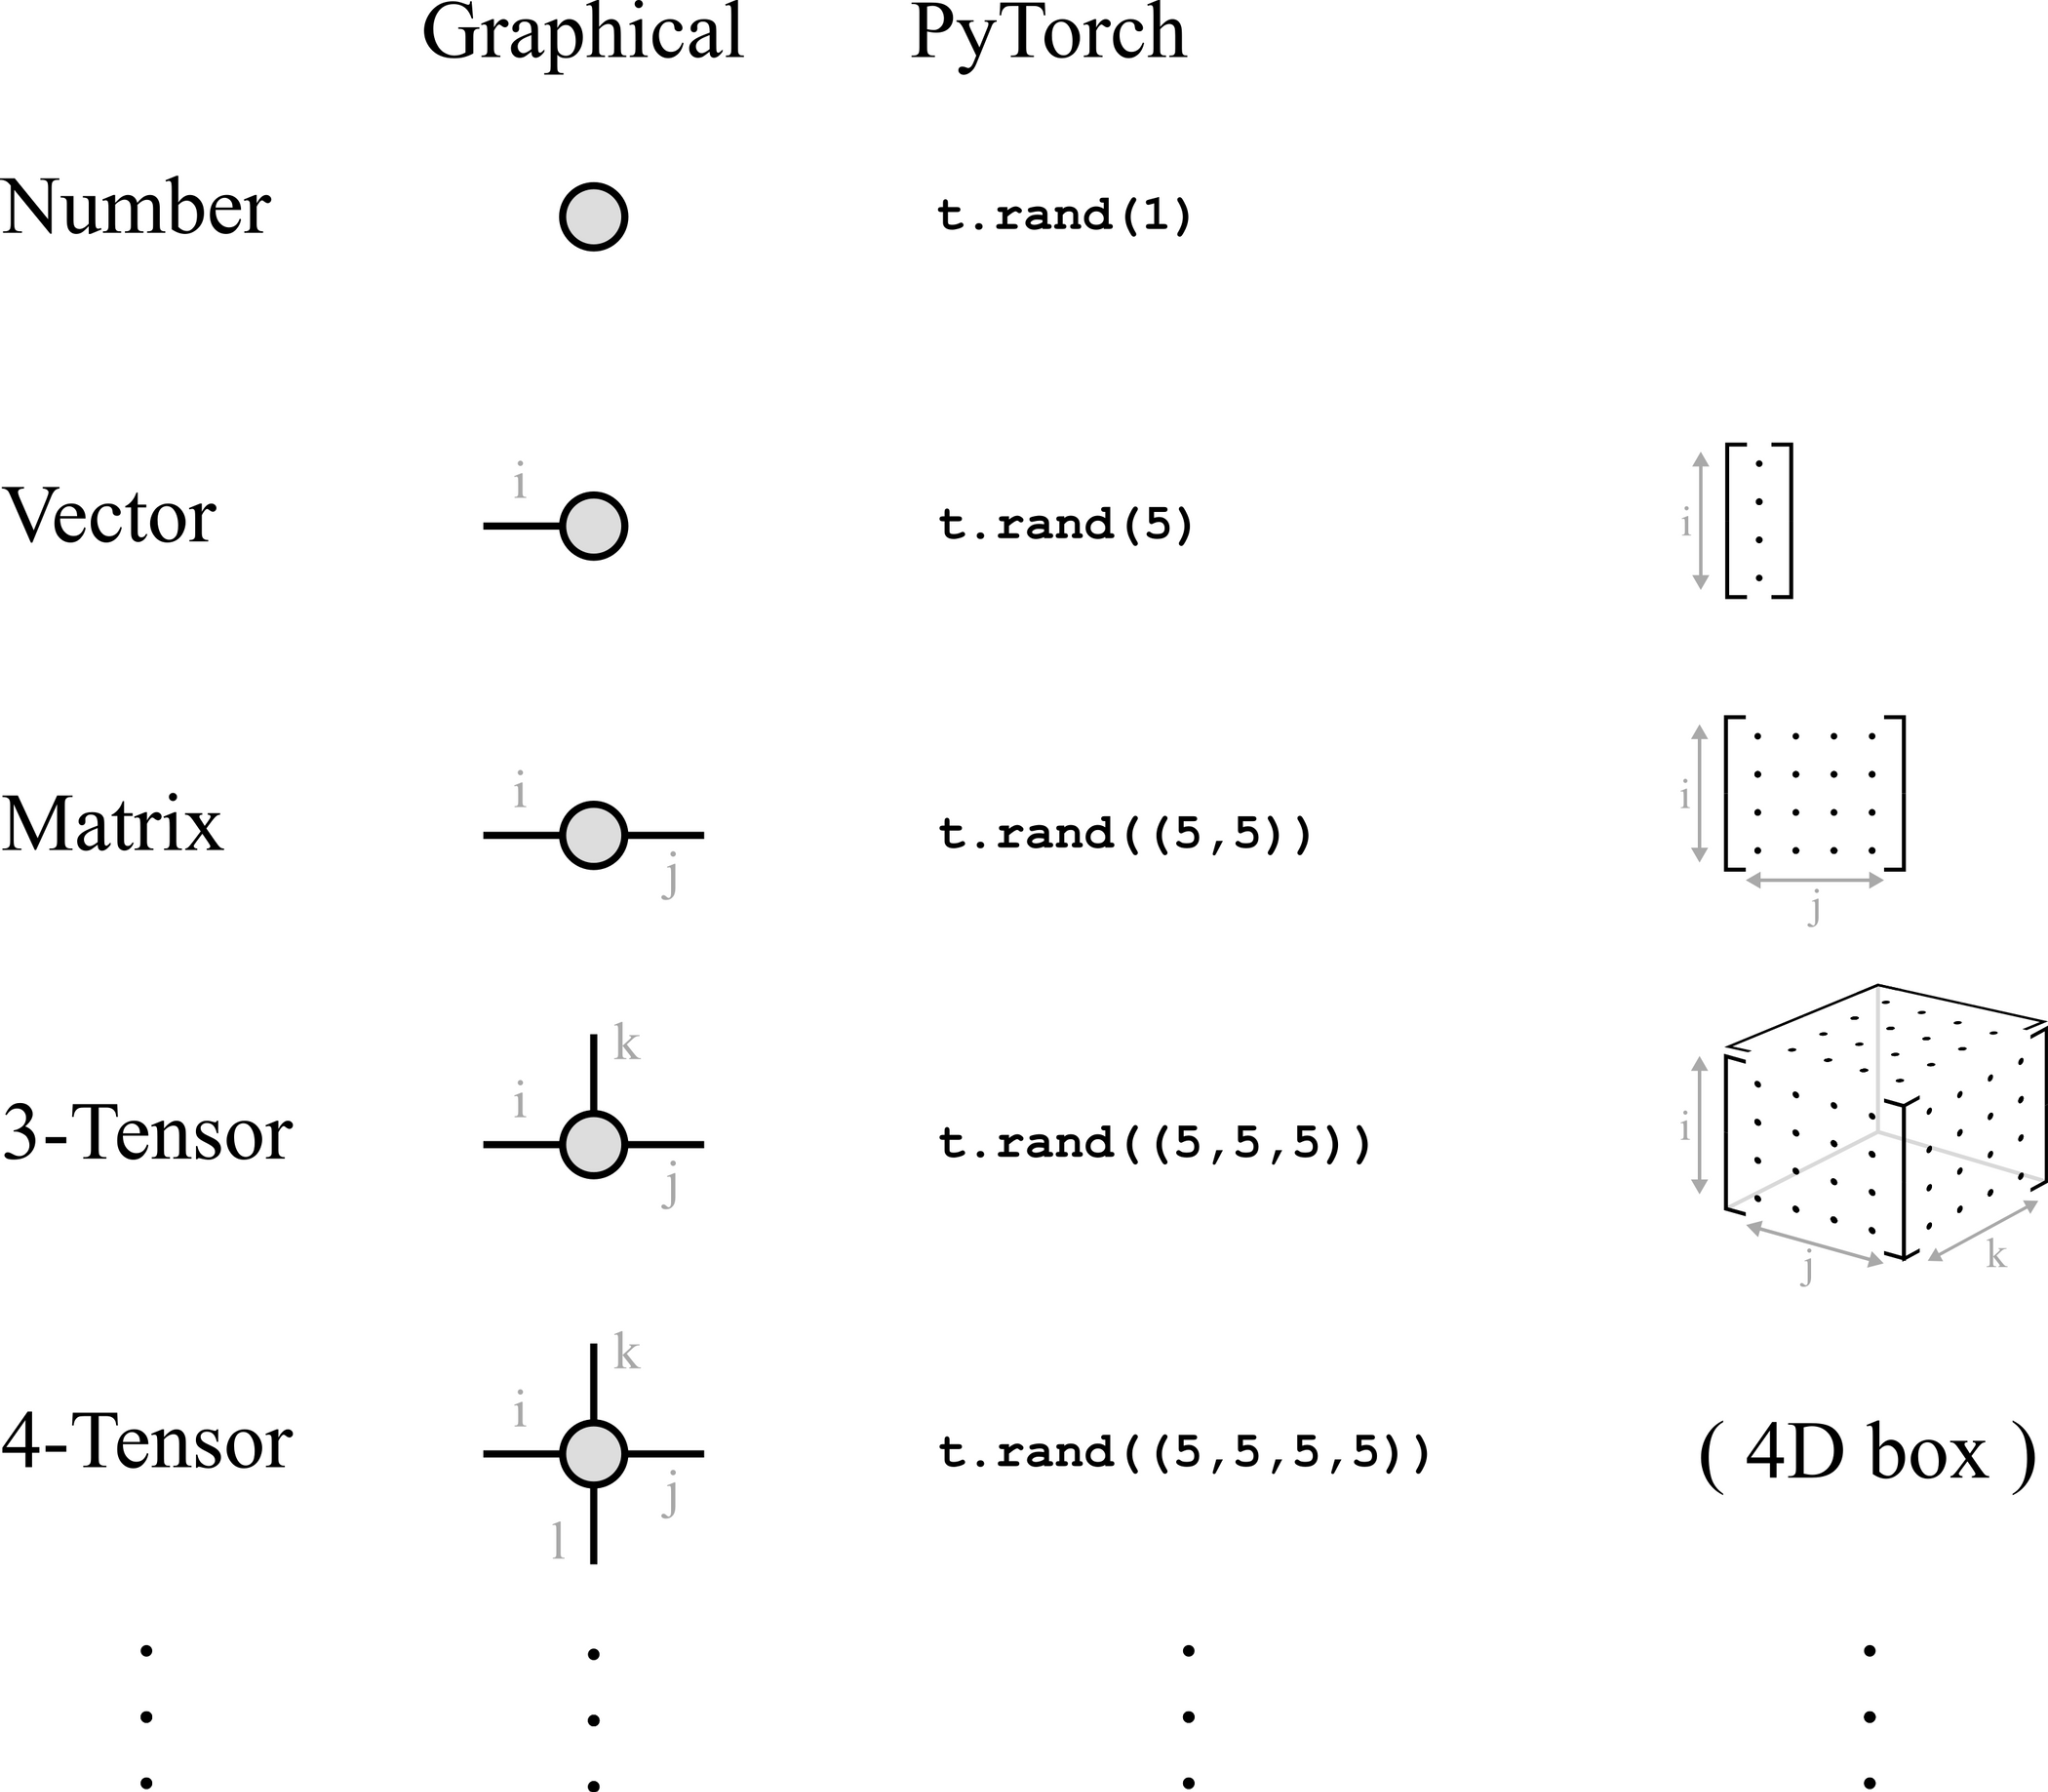 Graphical PyTorch
Number t.rand(1)
Vector i t.rand(5) i
Matrix i j t.rand((5,5)) i j
3-Tensor k i j t.rand((5,5,5)) i j k
4-Tensor k i j l t.rand((5,5,5,5)) ( 4D box )